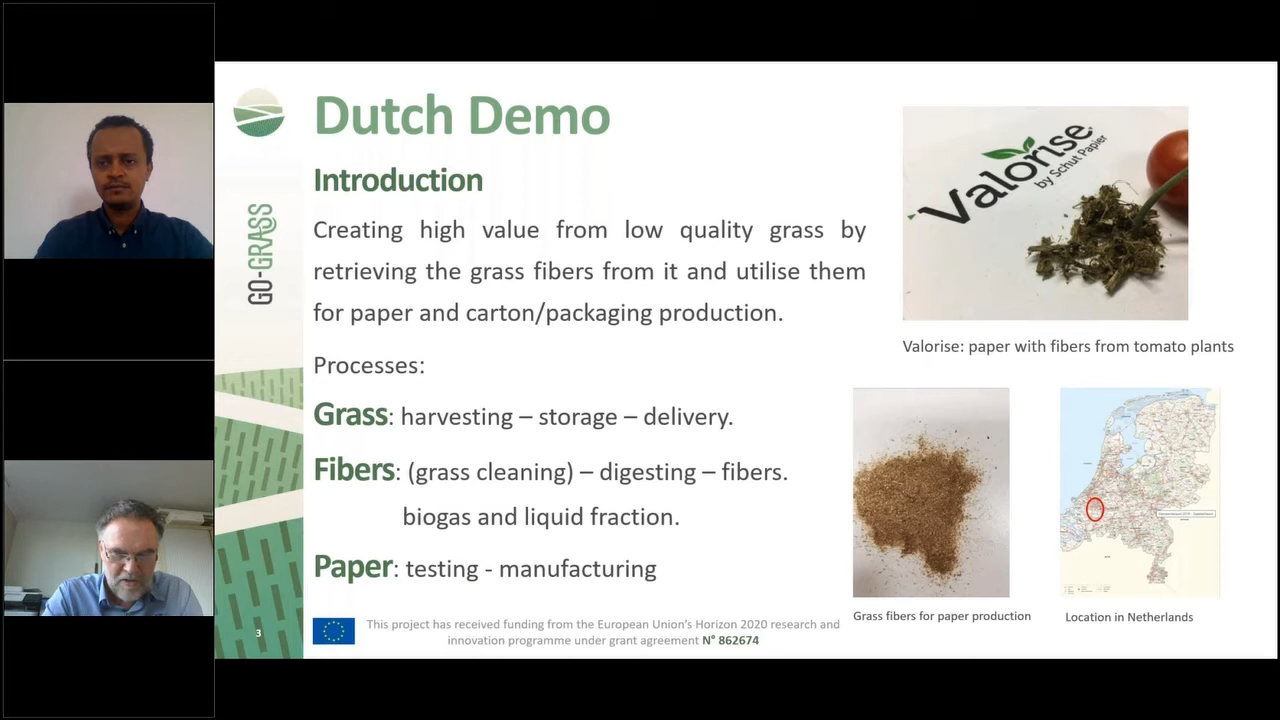 Dutch Demo
Introduction
Creating high value from low quality grass by
retrieving the grass fibers from it and utilise them
for paper and carton/packaging production.
Processes:
Grass: harvesting – storage – delivery.
Fibers: (grass cleaning) – digesting – fibers.
biogas and liquid fraction.
Paper: testing - manufacturing
GO-GRASS
3
This project has received funding from the European Union's Horizon 2020 research and
innovation programme under grant agreement N° 862674
Valorise
by Schut Papier
Valorise: paper with fibers from tomato plants
Grass fibers for paper production
Location in Netherlands